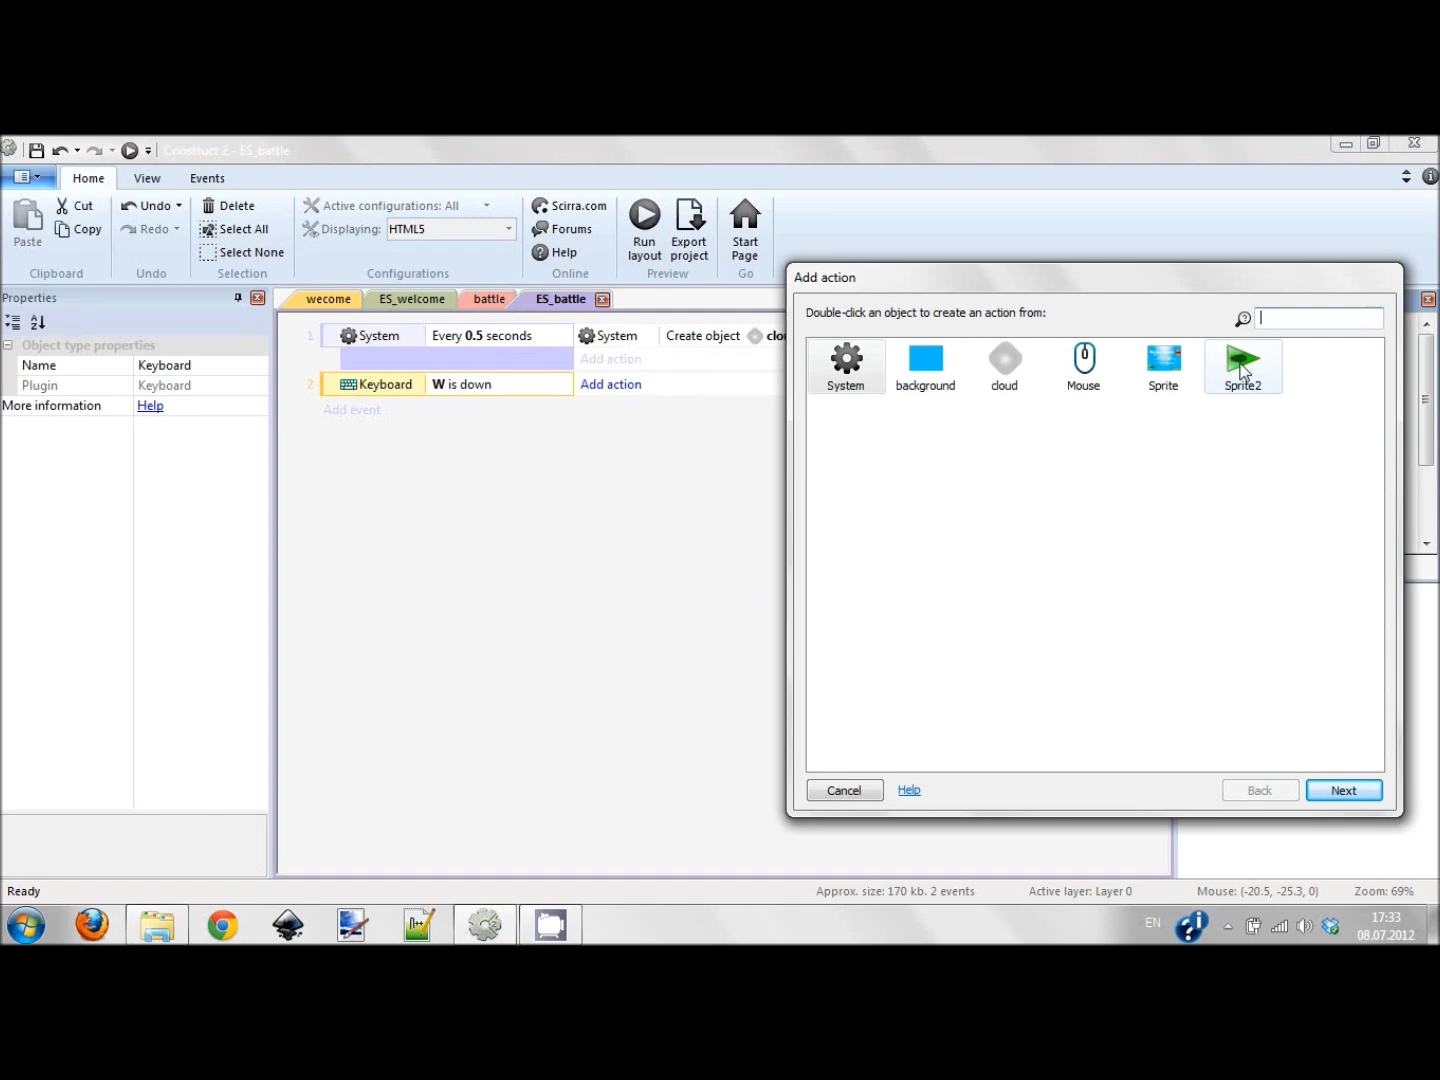 Construct 2 - ES_battle
Home View Events
Paste Cut Copy Clipboard
Undo Redo Undo
Delete Select All Select None Selection
Active configurations: All
Displaying: HTML5
Configurations
Scirra.com Forums Help Online
Run layout Export project Preview
Start Page Go
Properties
Object type properties
Name Keyboard
Plugin Keyboard
More information Help
wecome ES_welcome battle ES_battle
1 System Every 0.5 seconds System Create object clou
Add action
2 Keyboard W is down Add action
Add event
Add action
Double-click an object to create an action from:
System background cloud Mouse Sprite Sprite2
Cancel Help Back Next
Ready Approx. size: 170 kb. 2 events Active layer: Layer 0 Mouse: (-20.5, -25.3, 0) Zoom: 69%
EN 17:33
08.07.2012